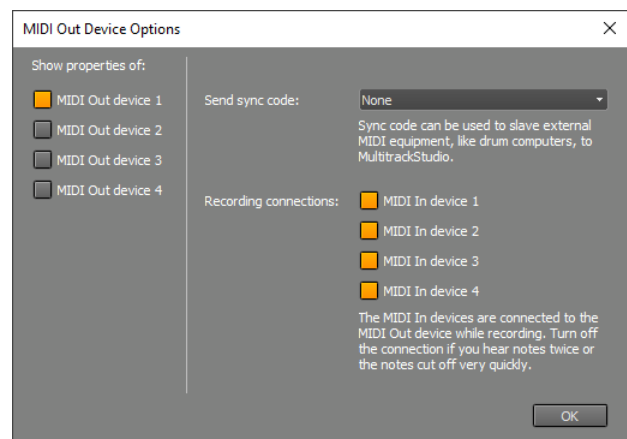 MIDI Out Device Options
Show properties of:
MIDI Out device 1
MIDI Out device 2
MIDI Out device 3
MIDI Out device 4
Send sync code:
None
Sync code can be used to slave external
MIDI equipment, like drum computers, to
MultitrackStudio.
Recording connections:
MIDI In device 1
MIDI In device 2
MIDI In device 3
MIDI In device 4
The MIDI In devices are connected to the
MIDI Out device while recording. Turn off
the connection if you hear notes twice or
the notes cut off very quickly.
OK